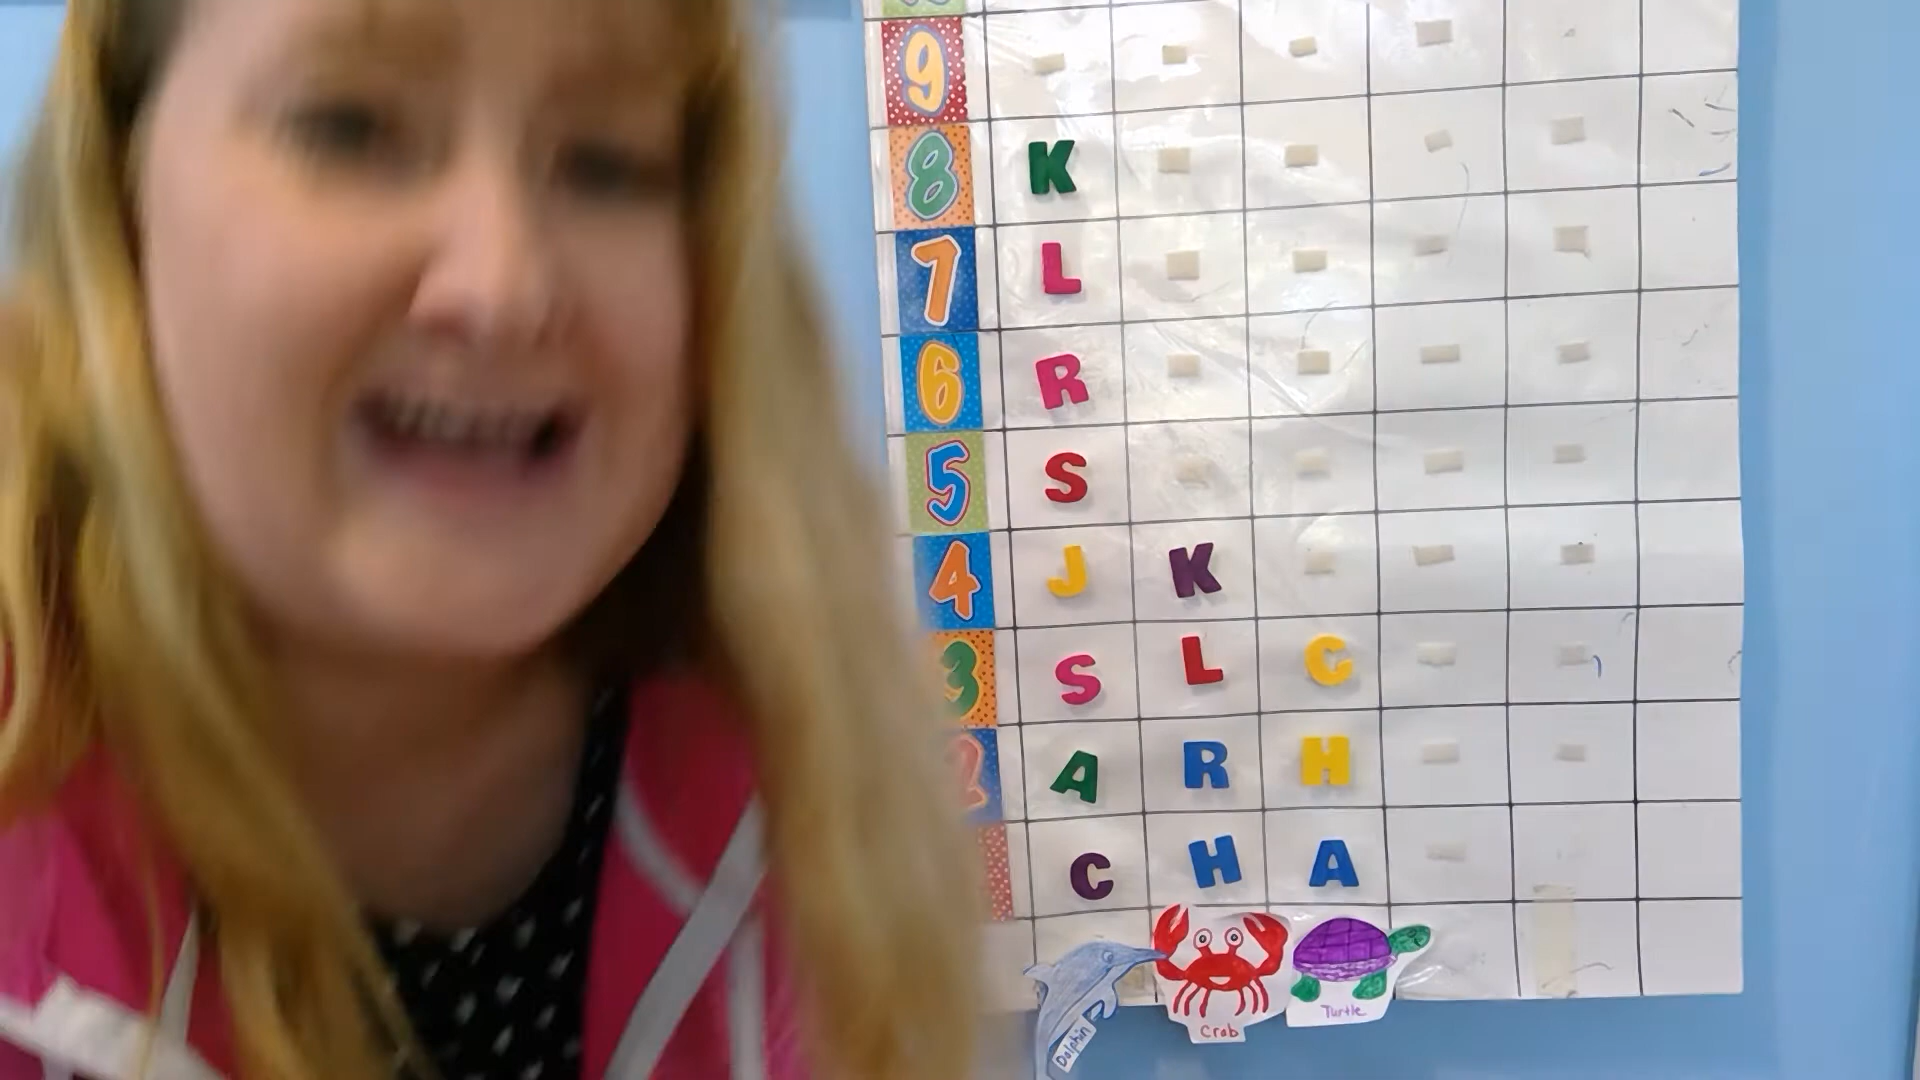 9
8 K
7 L
6 R
5 S
4 J K
3 S L C
2 A R H
C H A
Dolphin Crab Turtle